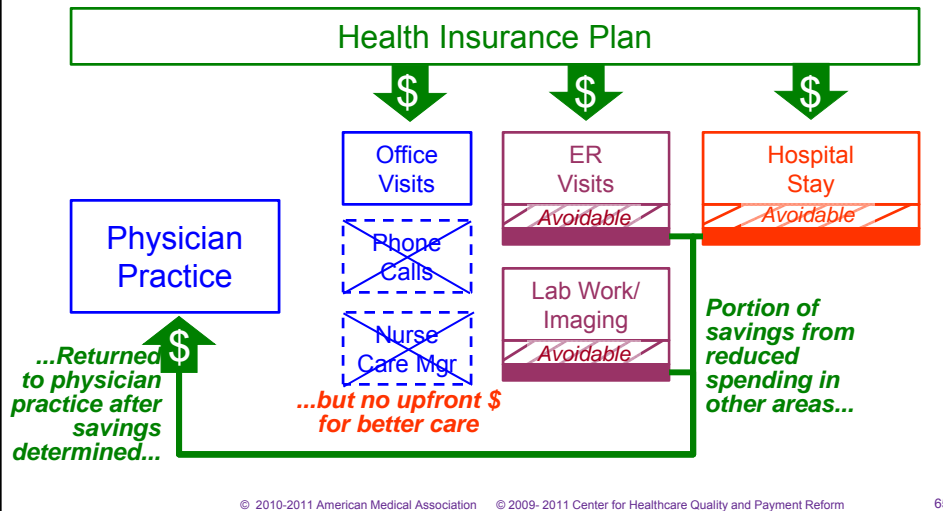 Health Insurance Plan
$
$
$
Office
Visits
ER
Visits
Avoidable
Hospital
Stay
Avoidable
Physician
Practice
Phone
Calls
Nurse
Care Mgr
Lab Work/
Imaging
Avoidable
$
...Returned
to physician
practice after
savings
determined...
...but no upfront $
for better care
Portion of
savings from
reduced
spending in
other areas...
© 2010-2011 American Medical Association © 2009- 2011 Center for Healthcare Quality and Payment Reform